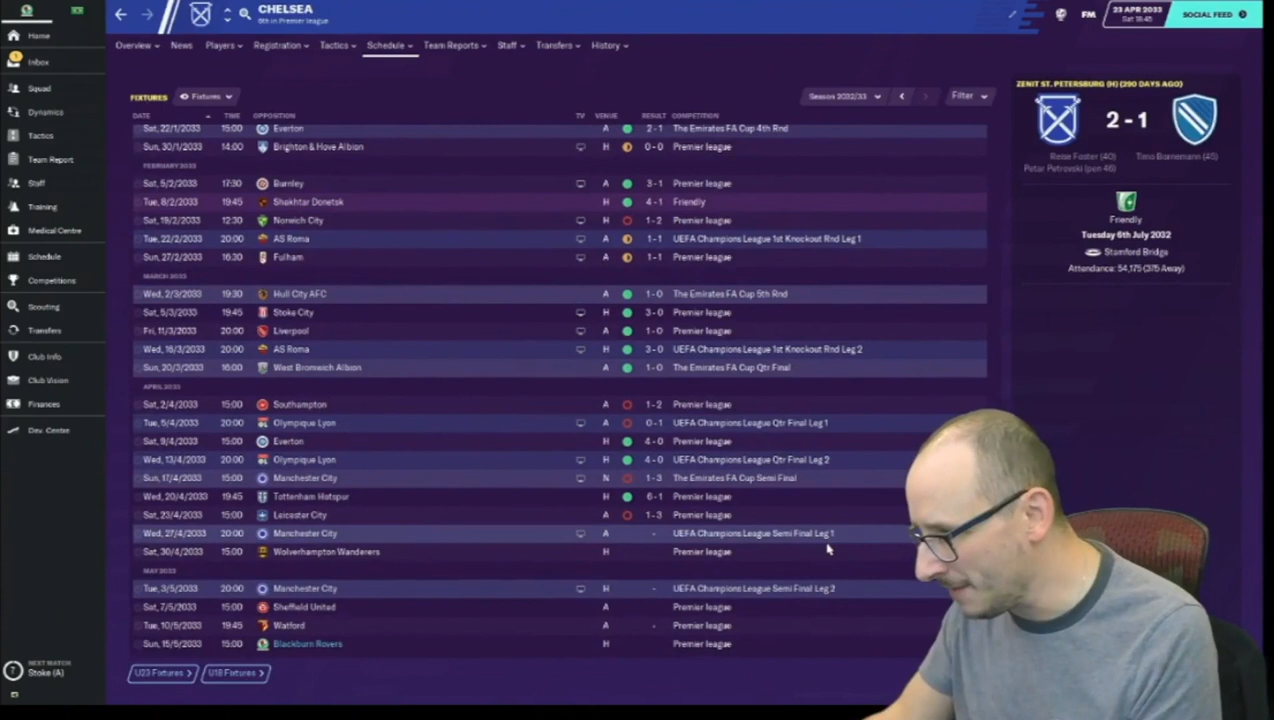 CHELSEA
6th in Premier league
FM
23 APR 2033
Sat 18:45
SOCIAL FEED
Home
Inbox
Squad
Dynamics
Tactics
Team Report
Staff
Training
Medical Centre
Schedule
Competitions
Scouting
Transfers
Club Info
Club Vision
Finances
Dev. Centre
NEXT MATCH
Stoke (A)
Overview News Players Registration Tactics Schedule Team Reports Staff Transfers History
FIXTURES Fixtures Season 2032/33 Filter
DATE TIME OPPOSITION TV VENUE RESULT COMPETITION
Sat, 22/1/2033 15:00 Everton A 2-1 The Emirates FA Cup 4th Rnd
Sun, 30/1/2033 14:00 Brighton & Hove Albion H 0-0 Premier league
FEBRUARY 2033
Sat, 5/2/2033 17:30 Burnley A 3-1 Premier league
Tue, 8/2/2033 19:45 Shakhtar Donetsk H 4-1 Friendly
Sat, 19/2/2033 12:30 Norwich City H 1-2 Premier league
Tue, 22/2/2033 20:00 AS Roma A 1-1 UEFA Champions League 1st Knockout Rnd Leg 1
Sun, 27/2/2033 16:30 Fulham A 1-1 Premier league
MARCH 2033
Wed, 2/3/2033 19:30 Hull City AFC A 1-0 The Emirates FA Cup 5th Rnd
Sat, 5/3/2033 19:45 Stoke City H 3-0 Premier league
Fri, 11/3/2033 20:00 Liverpool A 1-0 Premier league
Wed, 16/3/2033 20:00 AS Roma H 3-0 UEFA Champions League 1st Knockout Rnd Leg 2
Sun, 20/3/2033 16:00 West Bromwich Albion A 1-0 The Emirates FA Cup Qtr Final
APRIL 2033
Sat, 2/4/2033 15:00 Southampton A 1-2 Premier league
Tue, 5/4/2033 20:00 Olympique Lyon A 0-1 UEFA Champions League Qtr Final Leg 1
Sat, 9/4/2033 15:00 Everton H 4-0 Premier league
Wed, 13/4/2033 20:00 Olympique Lyon H 4-0 UEFA Champions League Qtr Final Leg 2
Sun, 17/4/2033 15:00 Manchester City N 1-3 The Emirates FA Cup Semi Final
Wed, 20/4/2033 19:45 Tottenham Hotspur H 6-1 Premier league
Sat, 23/4/2033 15:00 Leicester City A 1-3 Premier league
Wed, 27/4/2033 20:00 Manchester City A - UEFA Champions League Semi Final Leg 1
Sat, 30/4/2033 15:00 Wolverhampton Wanderers H Premier league
MAY 2033
Tue, 3/5/2033 20:00 Manchester City H - UEFA Champions League Semi Final Leg 2
Sat, 7/5/2033 15:00 Sheffield United A Premier league
Tue, 10/5/2033 19:45 Watford A - Premier league
Sun, 15/5/2033 15:00 Blackburn Rovers H Premier league
U23 Fixtures
U18 Fixtures
ZENIT ST. PETERSBURG (H) (290 DAYS AGO)
2 - 1
Reise Foster (40)
Petar Petrovski (pen 46)
Timo Bornemann (45)
Friendly
Tuesday 6th July 2032
Stamford Bridge
Attendance: 54,175 (375 Away)